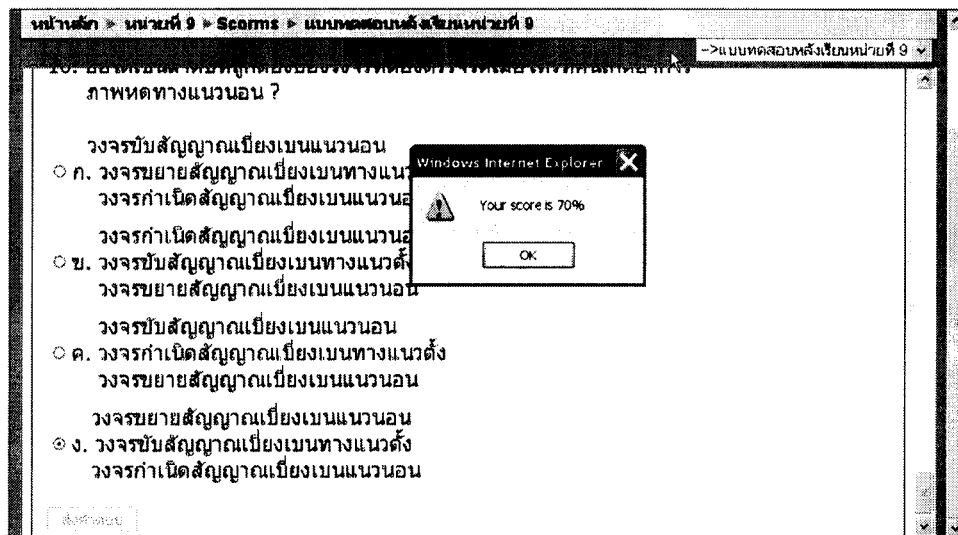 หน้าหลัก ► หน่วยที่ 9 ► Scorms ► แบบทดสอบหลังเรียนหน่วยที่ 9
->แบบทดสอบหลังเรียนหน่วยที่ 9
ภาพหดทางแนวนอน ?
วงจรขับสัญญาณเบี่ยงเบนแนวนอน
ก. วงจรขยายสัญญาณเบี่ยงเบนทางแนว
วงจรกำเนิดสัญญาณเบี่ยงเบนแนวนอ
วงจรกำเนิดสัญญาณเบี่ยงเบนแนวนอ
ข. วงจรขับสัญญาณเบี่ยงเบนทางแนวตั้ง
วงจรขยายสัญญาณเบี่ยงเบนแนวนอน
วงจรขับสัญญาณเบี่ยงเบนแนวนอน
ค. วงจรกำเนิดสัญญาณเบี่ยงเบนทางแนวตั้ง
วงจรขยายสัญญาณเบี่ยงเบนแนวนอน
วงจรขยายสัญญาณเบี่ยงเบนแนวนอน
ง. วงจรขับสัญญาณเบี่ยงเบนทางแนวตั้ง
วงจรกำเนิดสัญญาณเบี่ยงเบนแนวนอน
ส่งคำตอบ
Windows Internet Explorer
Your score is 70%
OK